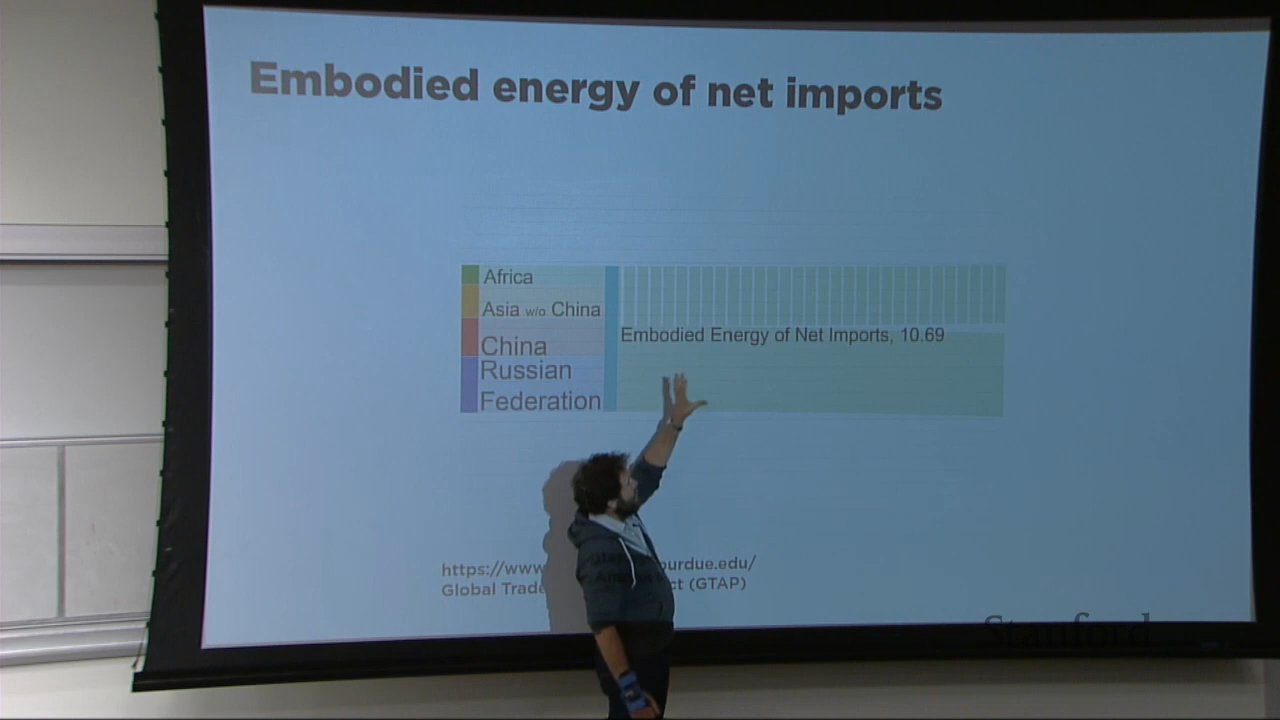 Embodied energy of net imports
Africa
Asia w/o China
China
Russian
Federation
Embodied Energy of Net Imports, 10.69
https://www
purdue.edu/
Global Trade
(GTAP)
Stanford